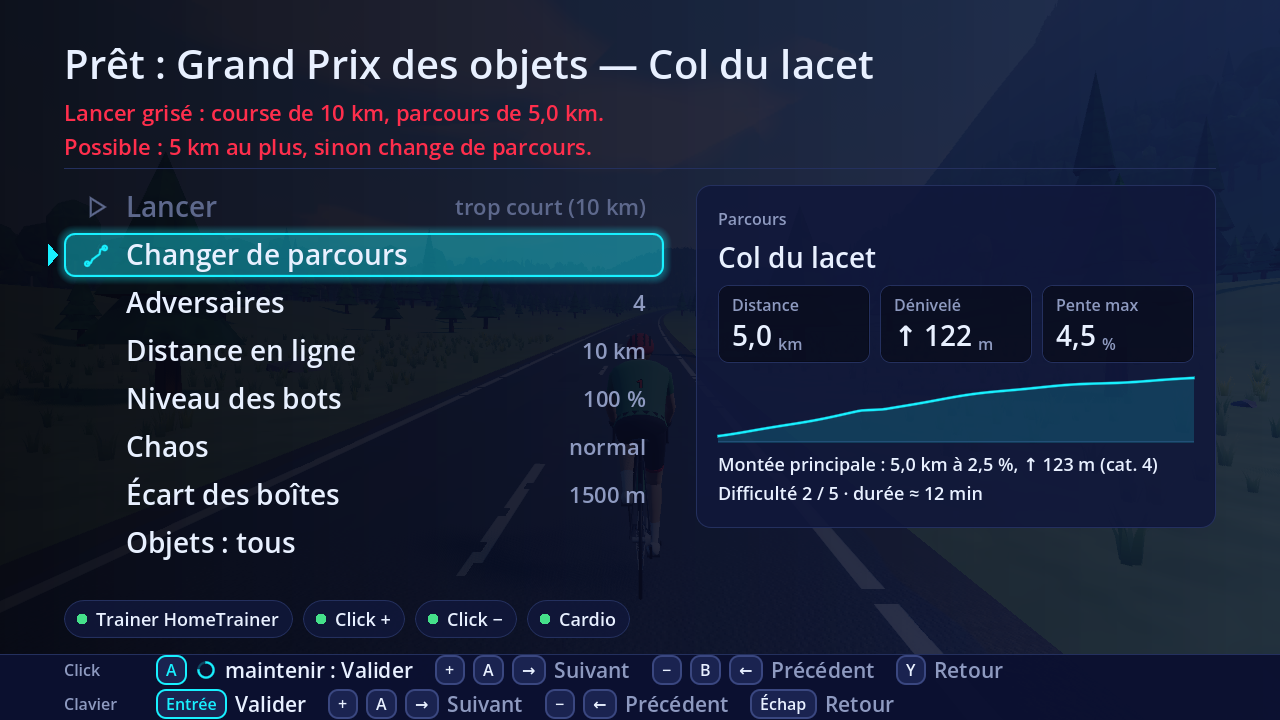 Prêt : Grand Prix des objets — Col du lacet
Lancer grisé : course de 10 km, parcours de 5,0 km.
Possible : 5 km au plus, sinon change de parcours.
Lancer trop court (10 km)
Changer de parcours
Adversaires 4
Distance en ligne 10 km
Niveau des bots 100 %
Chaos normal
Écart des boîtes 1500 m
Objets : tous
Parcours
Col du lacet
Distance Dénivelé Pente max
5,0 km ↑ 122 m 4,5 %
Montée principale : 5,0 km à 2,5 %, ↑ 123 m (cat. 4)
Difficulté 2 / 5 · durée ≈ 12 min
Trainer HomeTrainer Click + Click − Cardio
Click A maintenir : Valider + A → Suivant − B ← Précédent Y Retour
Clavier Entrée Valider + A → Suivant − ← Précédent Échap Retour